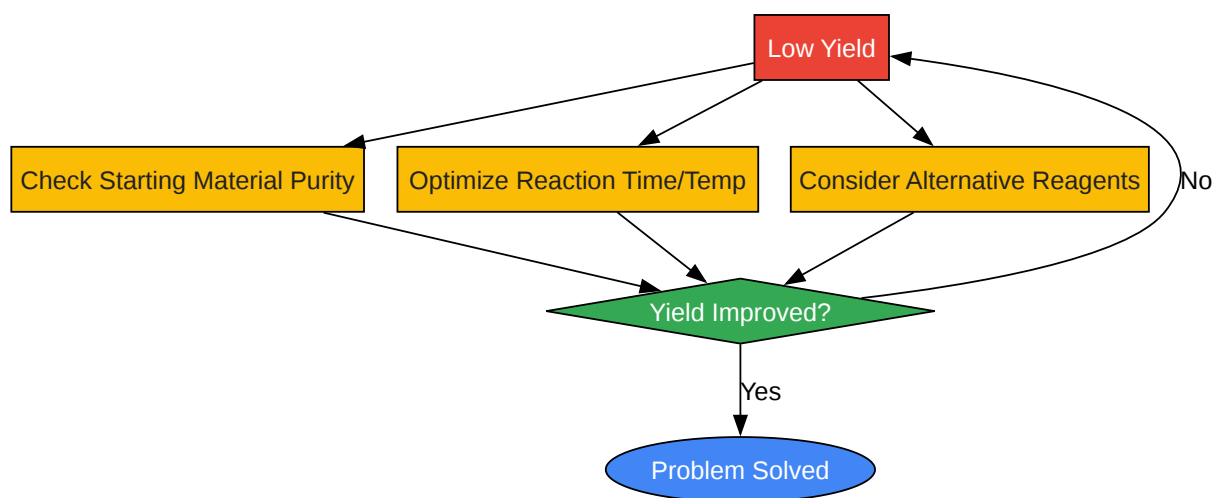 Low Yield
Check Starting Material Purity
Optimize Reaction Time/Temp
Consider Alternative Reagents
No
Yield Improved?
Yes
Problem Solved